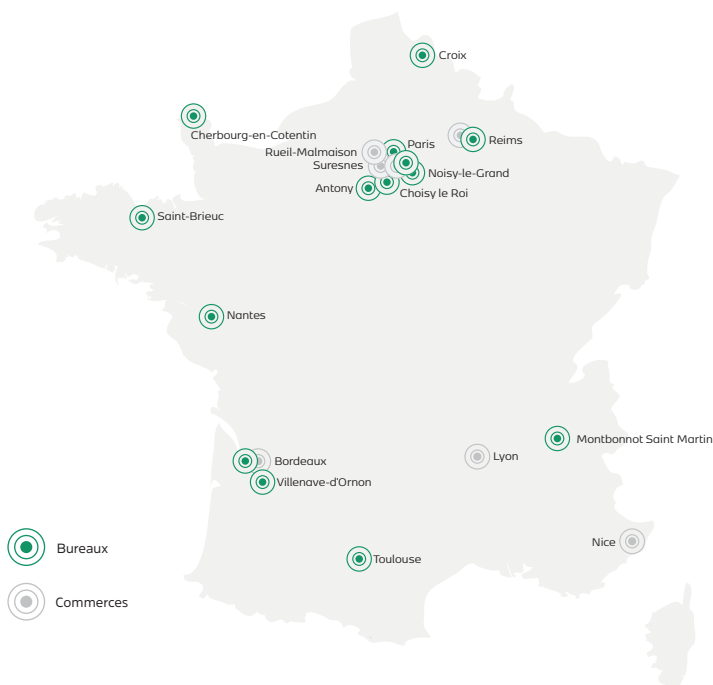 Croix
Cherbourg-en-Cotentin
Paris
Reims
Rueil-Malmaison
Suresnes
Noisy-le-Grand
Antony
Choisy le Roi
Saint-Brieuc
Nantes
Montbonnot Saint Martin
Lyon
Bordeaux
Villenave-d'Ornon
Nice
Bureaux
Toulouse
Commerces